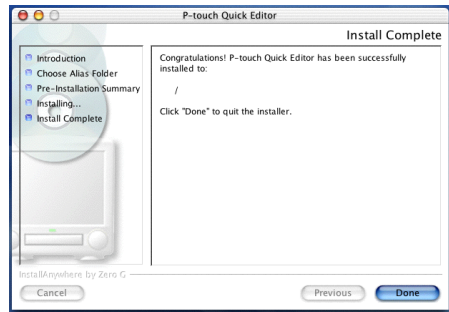 P-touch Quick Editor
Install Complete
Introduction
Choose Alias Folder
Pre-Installation Summary
Installing...
Install Complete
Congratulations! P-touch Quick Editor has been successfully
installed to:
/
Click "Done" to quit the installer.
InstallAnywhere by Zero G
Cancel
Previous
Done